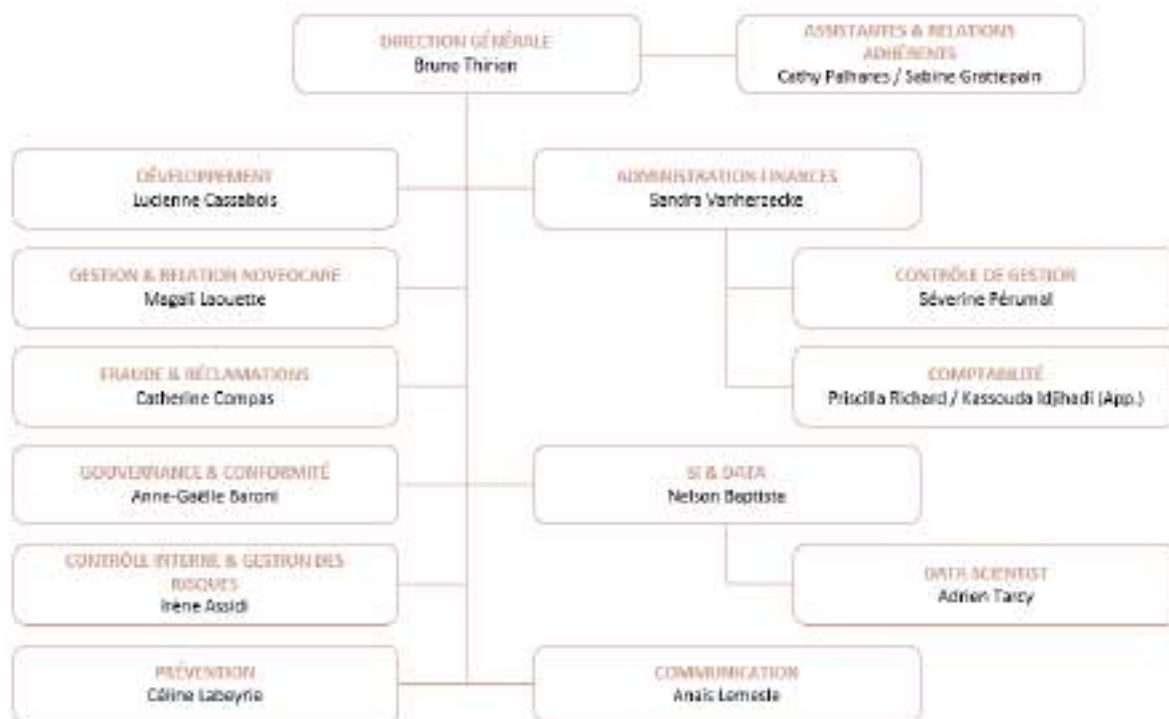 DIRECTION GÉNÉRALE
Bruno Thirion
ASSISTANTES & RELATIONS
ADHÉRENTS
Cathy Palhares / Sabine Grattepain
DÉVELOPPEMENT
Lucienne Cassabois
ADMINISTRATION FINANCES
Sandra Vanherzecke
GESTION & RELATION NOVEOCARE
Magali Laouette
CONTRÔLE DE GESTION
Séverine Pérumal
FRAUDE & RÉCLAMATIONS
Catherine Compas
COMPTABILITÉ
Priscilla Richard / Kassouda Idjihadi (App.)
GOUVERNANCE & CONFORMITÉ
Anne-Gaëlle Baroni
SI & DATA
Nelson Baptiste
CONTRÔLE INTERNE & GESTION DES
RISQUES
Irène Assidi
DATA SCIENTIST
Adrien Tarcy
PRÉVENTION
Céline Labeyrie
COMMUNICATION
Anaïs Lemesle